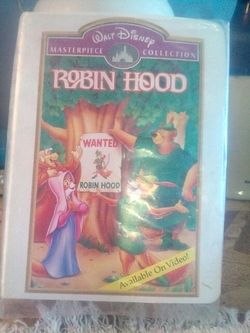 WALT DISNEY
MASTERPIECE COLLECTION
ROBIN HOOD
WANTED
ROBIN HOOD
Available On Video!